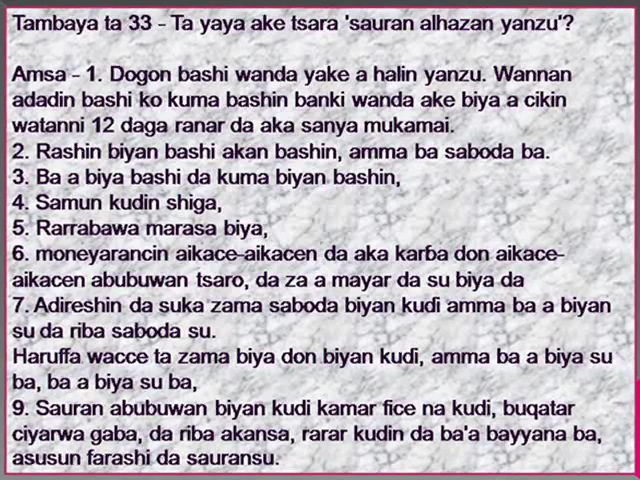 Tambaya ta 33 - Ta yaya ake tsara 'sauran alhazan yanzu'?
Amsa - 1. Dogon bashi wanda yake a halin yanzu. Wannan
adadin bashi ko kuma bashin banki wanda ake biya a cikin
watanni 12 daga ranar da aka sanya mukamai.
2. Rashin biyan bashi akan bashin, amma ba saboda ba.
3. Ba a biya bashi da kuma biyan bashin,
4. Samun kudin shiga,
5. Rarrabawa marasa biya,
6. moneyarancin aikace-aikacen da aka karɓa don aikace-
aikacen abubuwan tsaro, da za a mayar da su biya da
7. Adireshin da suka zama saboda biyan kuɗi amma ba a biyan
su da riba saboda su.
Haruffa wacce ta zama biya don biyan kuɗi, amma ba a biya su
ba, ba a biya su ba,
9. Sauran abubuwan biyan kudi kamar fice na kudi, buqatar
ciyarwa gaba, da riba akansa, rarar kudin da ba'a bayyana ba,
asusun farashi da sauransu.